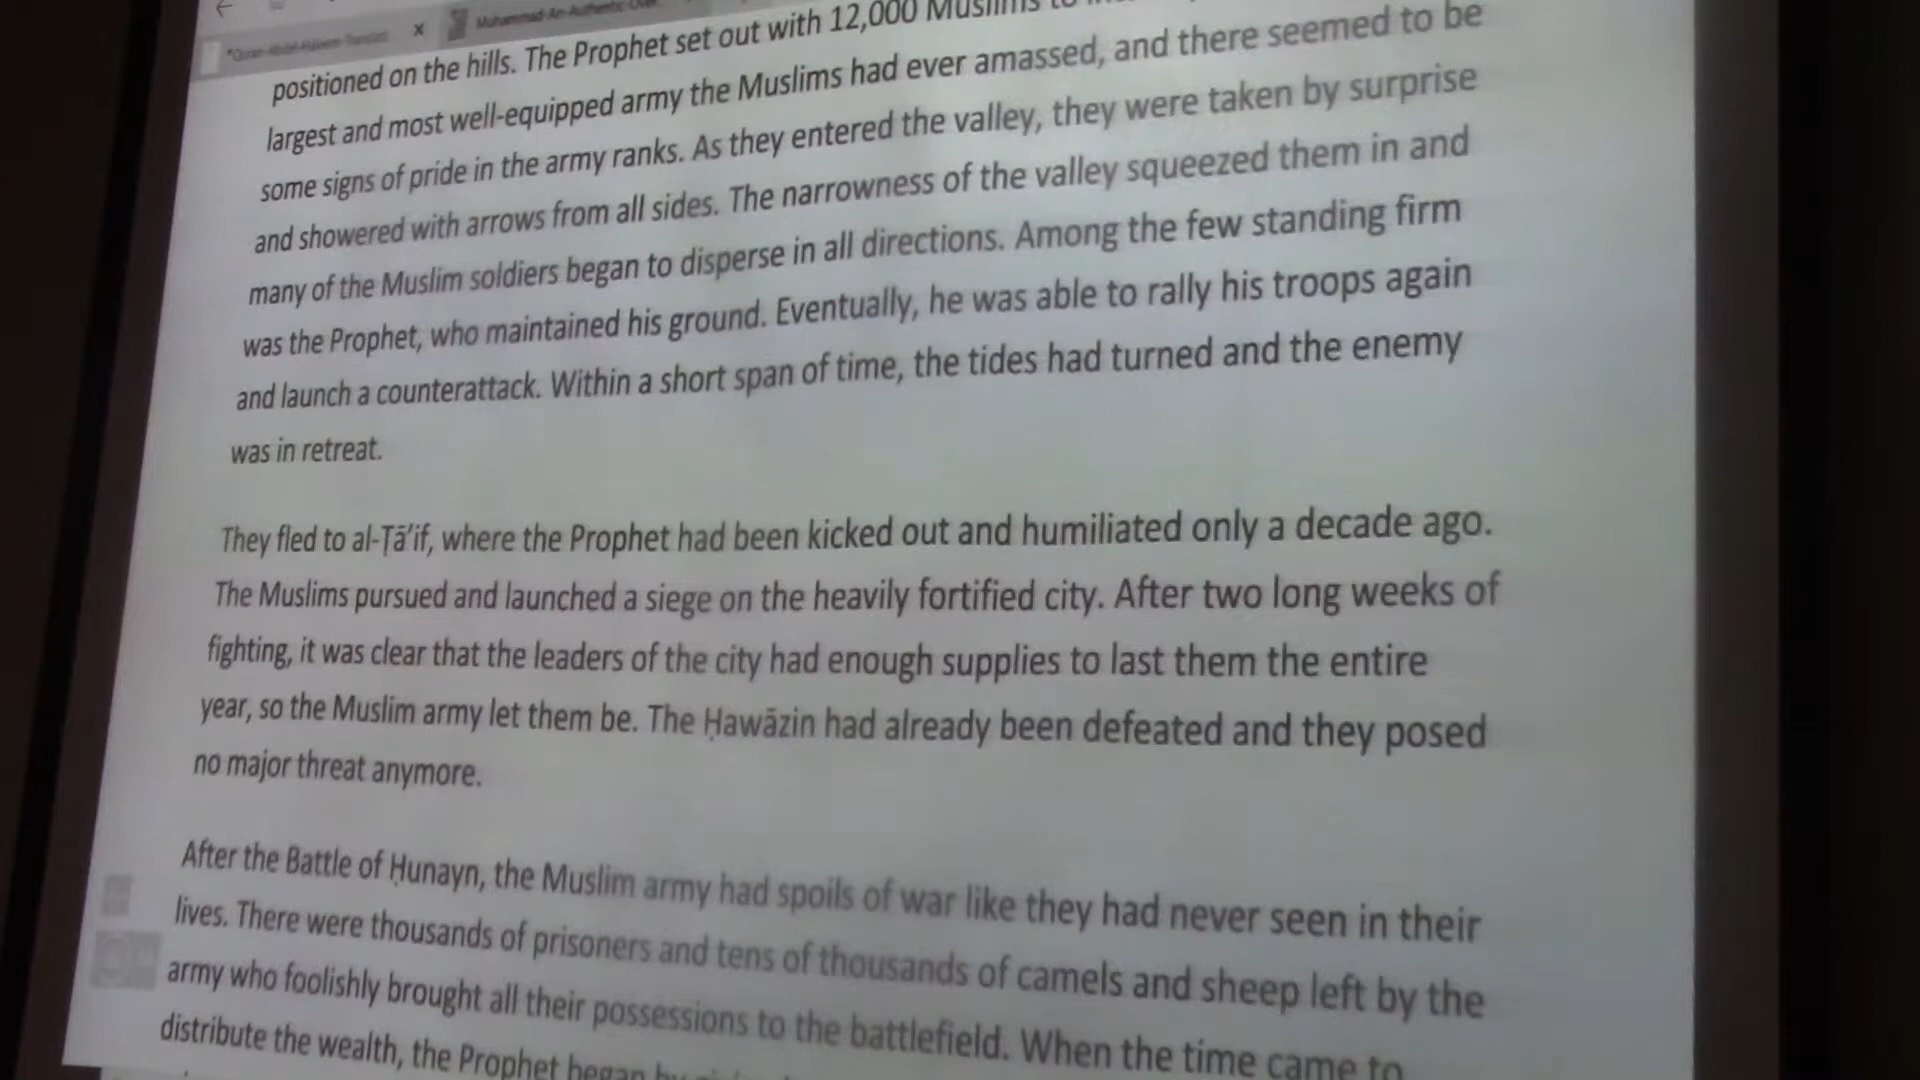 *Quran-Abdel-Haleem-Translat
Muhammad-An-Authentic-Over
positioned on the hills. The Prophet set out with 12,000 Muslims to
largest and most well-equipped army the Muslims had ever amassed, and there seemed to be
some signs of pride in the army ranks. As they entered the valley, they were taken by surprise
and showered with arrows from all sides. The narrowness of the valley squeezed them in and
many of the Muslim soldiers began to disperse in all directions. Among the few standing firm
was the Prophet, who maintained his ground. Eventually, he was able to rally his troops again
and launch a counterattack. Within a short span of time, the tides had turned and the enemy
was in retreat.
They fled to al-Ṭā’if, where the Prophet had been kicked out and humiliated only a decade ago.
The Muslims pursued and launched a siege on the heavily fortified city. After two long weeks of
fighting, it was clear that the leaders of the city had enough supplies to last them the entire
year, so the Muslim army let them be. The Ḥawāzin had already been defeated and they posed
no major threat anymore.
After the Battle of Ḥunayn, the Muslim army had spoils of war like they had never seen in their
lives. There were thousands of prisoners and tens of thousands of camels and sheep left by the
army who foolishly brought all their possessions to the battlefield. When the time came to
distribute the wealth, the Prophet began by